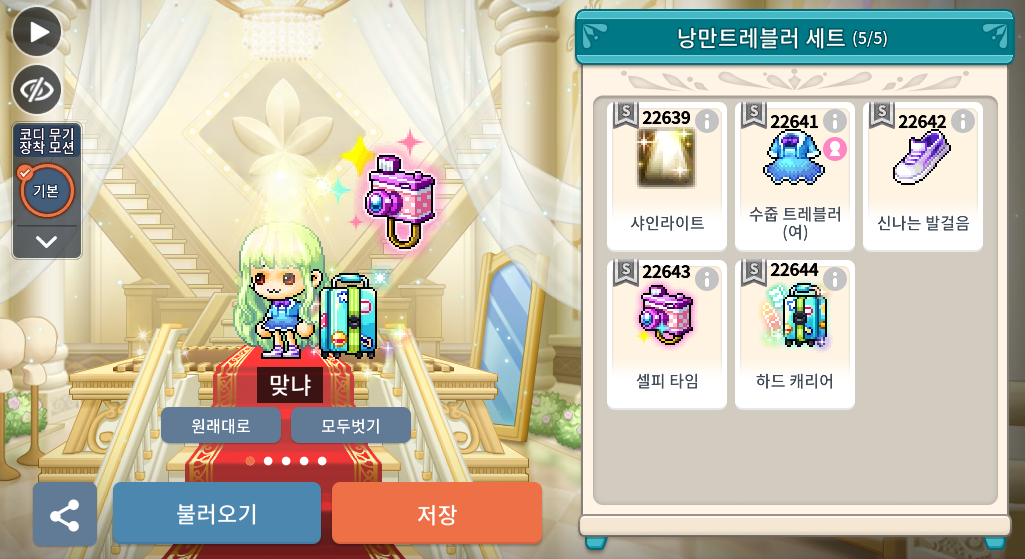 낭만트레블러 세트 (5/5)
코디 무기
장착 모션
기본
S 22639
샤인라이트
S 22641
수줍 트레블러
(여)
S 22642
신나는 발걸음
S 22643
셀피 타임
S 22644
하드 캐리어
맞냐
원래대로
모두벗기
불러오기
저장